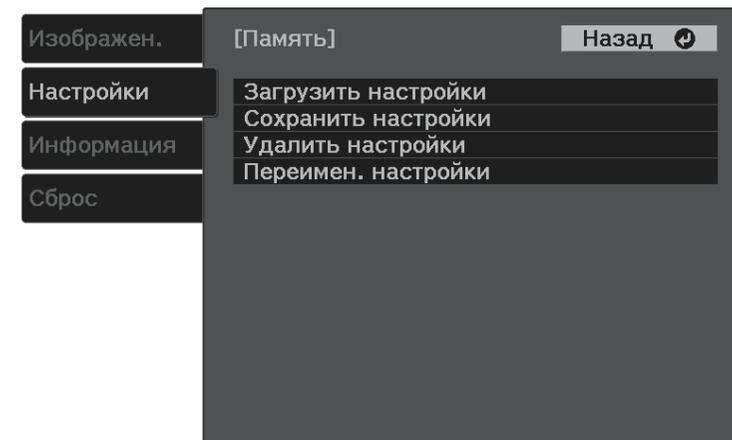 Изображен.
Настройки
Информация
Сброс
[Память]
Назад
Загрузить настройки
Сохранить настройки
Удалить настройки
Переимен. настройки